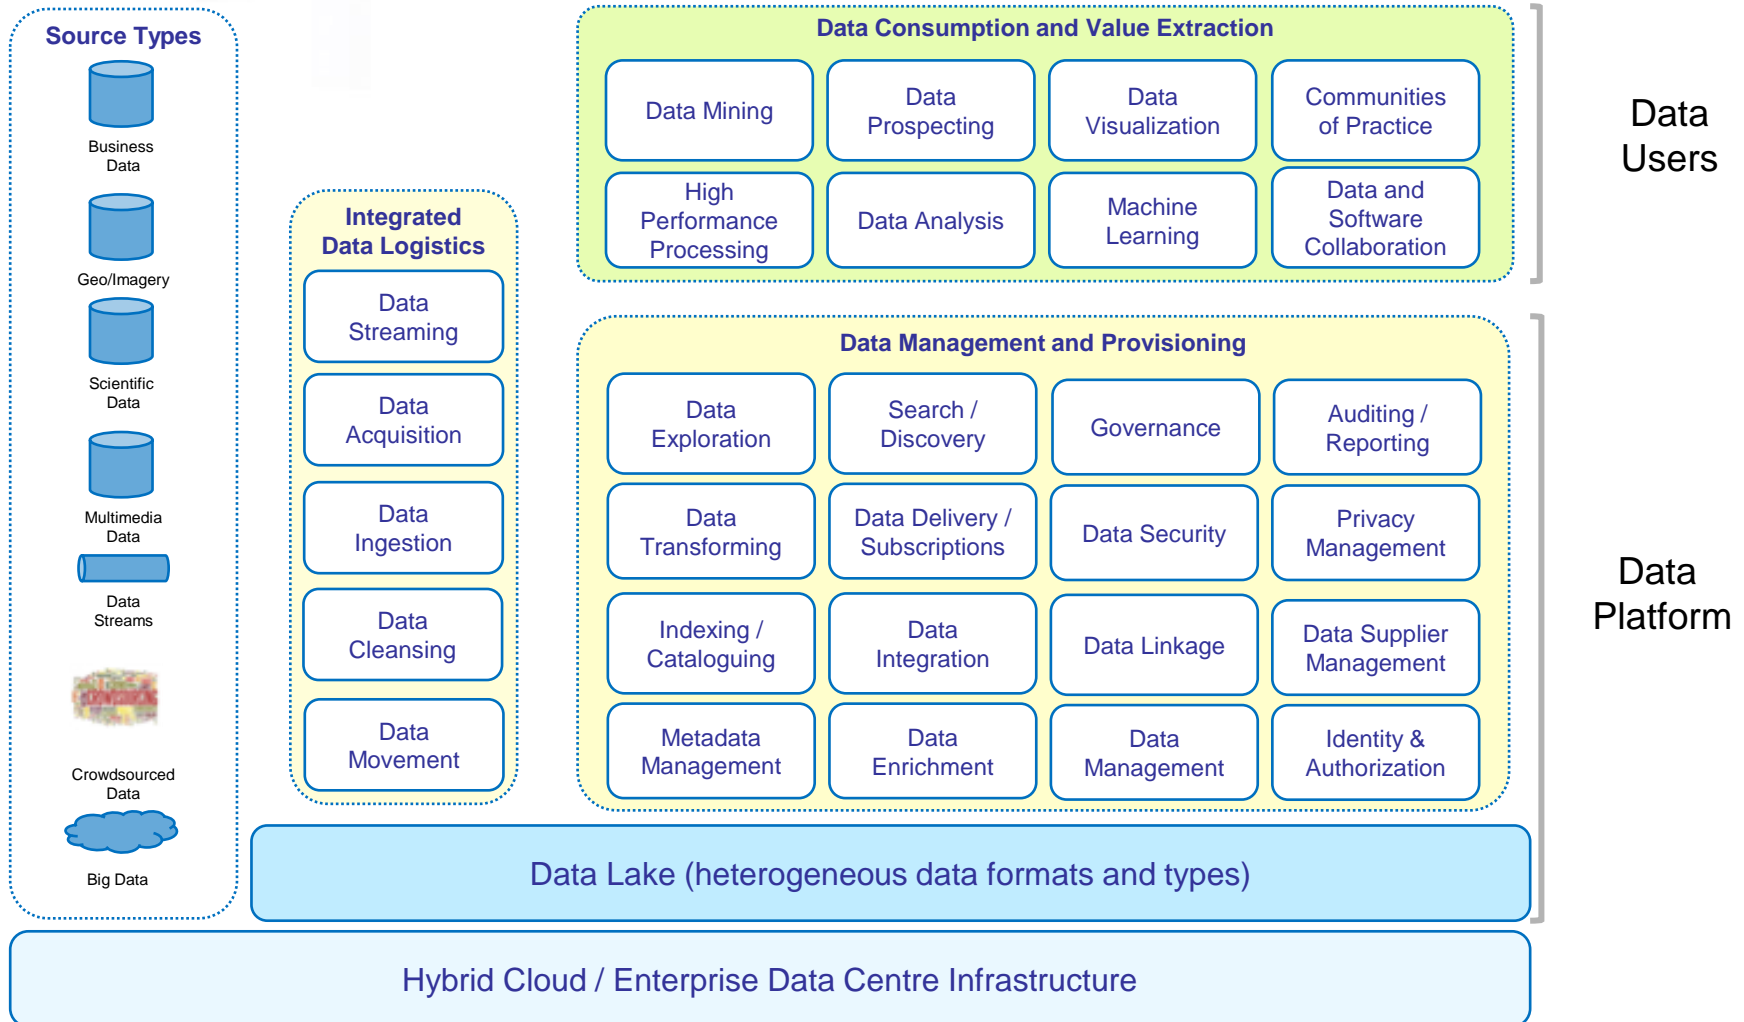 Source Types
Business
Data
Geo/Imagery
Scientific
Data
Multimedia
Data
Data
Streams
CROWDSOURCING
Crowdsourced
Data
Big Data
Integrated
Data Logistics
Data
Streaming
Data
Acquisition
Data
Ingestion
Data
Cleansing
Data
Movement
Data Consumption and Value Extraction
Data Mining
Data
Prospecting
Data
Visualization
Communities
of Practice
High
Performance
Processing
Data Analysis
Machine
Learning
Data and
Software
Collaboration
Data
Users
Data Management and Provisioning
Data
Exploration
Search /
Discovery
Governance
Auditing /
Reporting
Data
Transforming
Data Delivery /
Subscriptions
Data Security
Privacy
Management
Indexing /
Cataloguing
Data
Integration
Data Linkage
Data Supplier
Management
Metadata
Management
Data
Enrichment
Data
Management
Identity &
Authorization
Data
Platform
Data Lake (heterogeneous data formats and types)
Hybrid Cloud / Enterprise Data Centre Infrastructure